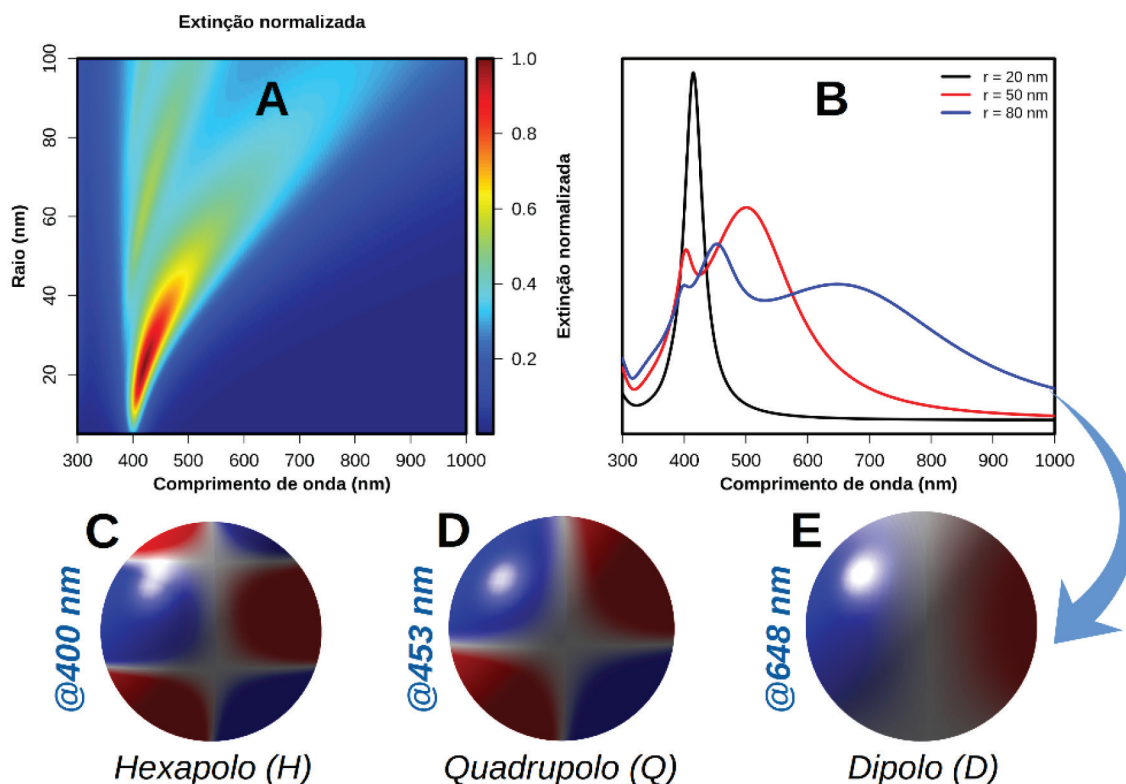 Extinção normalizada
A
Raio (nm)
100
80
60
40
20
300 400 500 600 700 800 900 1000
Comprimento de onda (nm)
1.0
0.8
0.6
0.4
0.2
Extinção normalizada
B
r = 20 nm
r = 50 nm
r = 80 nm
300 400 500 600 700 800 900 1000
Comprimento de onda (nm)
C
@400 nm
Hexapolo (H)
D
@453 nm
Quadrupolo (Q)
E
@648 nm
Dipolo (D)